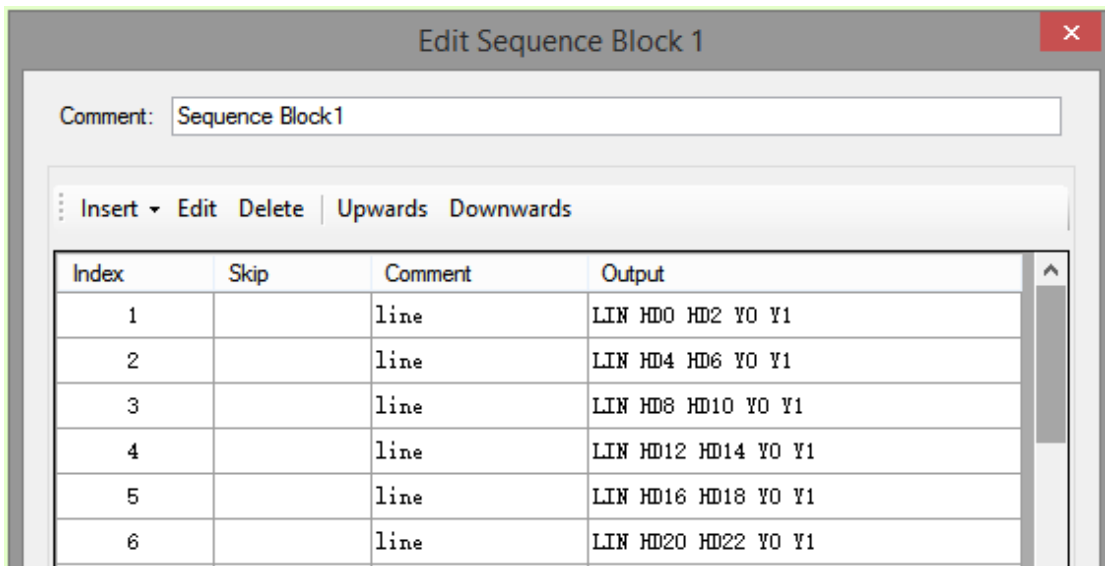 Edit Sequence Block 1
Comment: Sequence Block1
Insert Edit Delete Upwards Downwards
Index Skip Comment Output
1 line LIN HD0 HD2 Y0 Y1
2 line LIN HD4 HD6 Y0 Y1
3 line LIN HD8 HD10 Y0 Y1
4 line LIN HD12 HD14 Y0 Y1
5 line LIN HD16 HD18 Y0 Y1
6 line LIN HD20 HD22 Y0 Y1